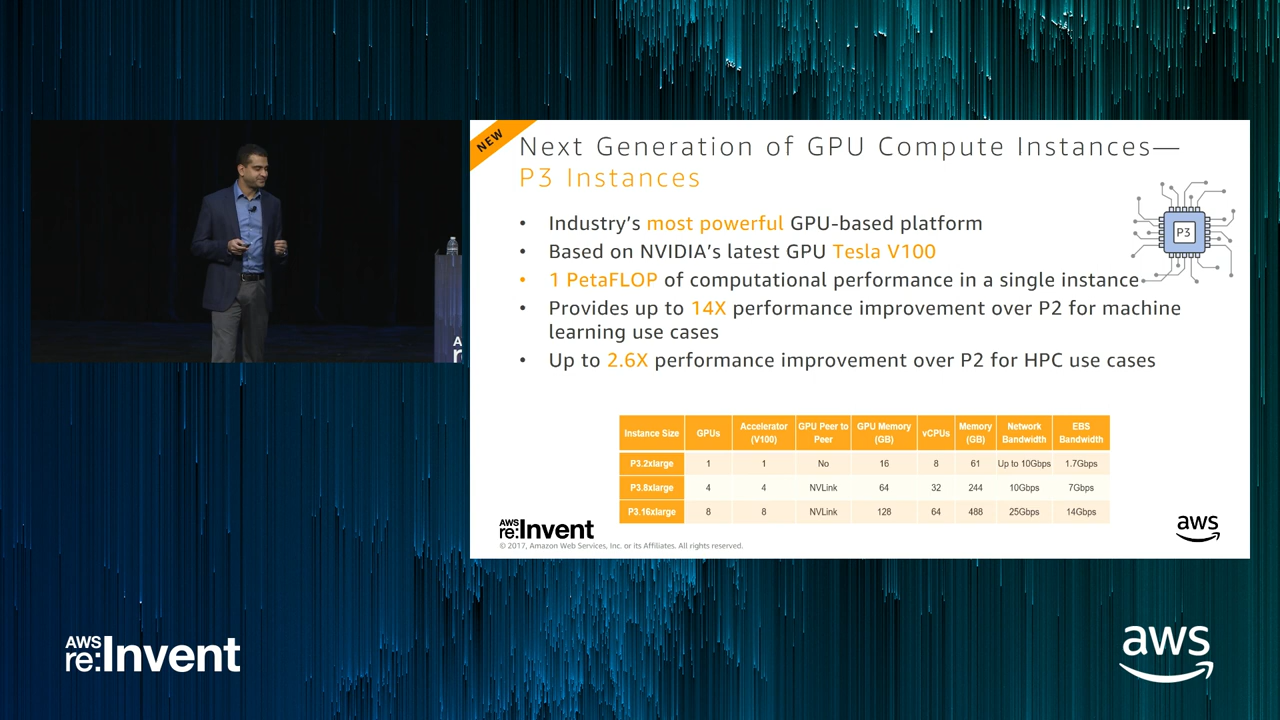 NEW
Next Generation of GPU Compute Instances—
P3 Instances
• Industry's most powerful GPU-based platform
• Based on NVIDIA's latest GPU Tesla V100
• 1 PetaFLOP of computational performance in a single instance
• Provides up to 14X performance improvement over P2 for machine
learning use cases
• Up to 2.6X performance improvement over P2 for HPC use cases
P3
Instance Size GPUs Accelerator (V100) GPU Peer to Peer GPU Memory (GB) vCPUs Memory (GB) Network Bandwidth EBS Bandwidth
P3.2xlarge 1 1 No 16 8 61 Up to 10Gbps 1.7Gbps
P3.8xlarge 4 4 NVLink 64 32 244 10Gbps 7Gbps
P3.16xlarge 8 8 NVLink 128 64 488 25Gbps 14Gbps
AWS
re:Invent
aws
© 2017, Amazon Web Services, Inc. or its Affiliates. All rights reserved.
A
re
AWS
re:Invent
aws